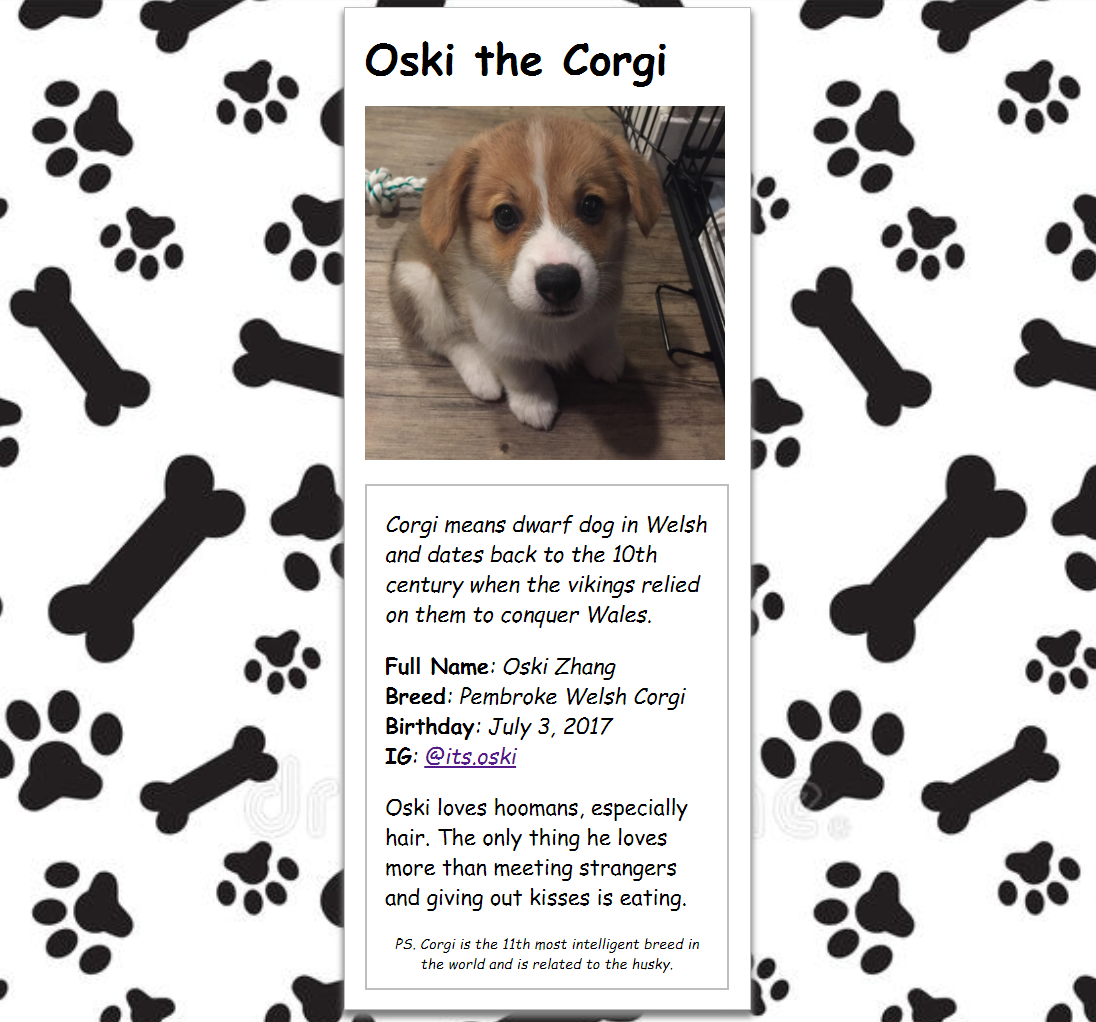 Oski the Corgi
Corgi means dwarf dog in Welsh
and dates back to the 10th
century when the vikings relied
on them to conquer Wales.
Full Name: Oski Zhang
Breed: Pembroke Welsh Corgi
Birthday: July 3, 2017
IG: @its.oski
Oski loves hoomans, especially
hair. The only thing he loves
more than meeting strangers
and giving out kisses is eating.
PS. Corgi is the 11th most intelligent breed in
the world and is related to the husky.